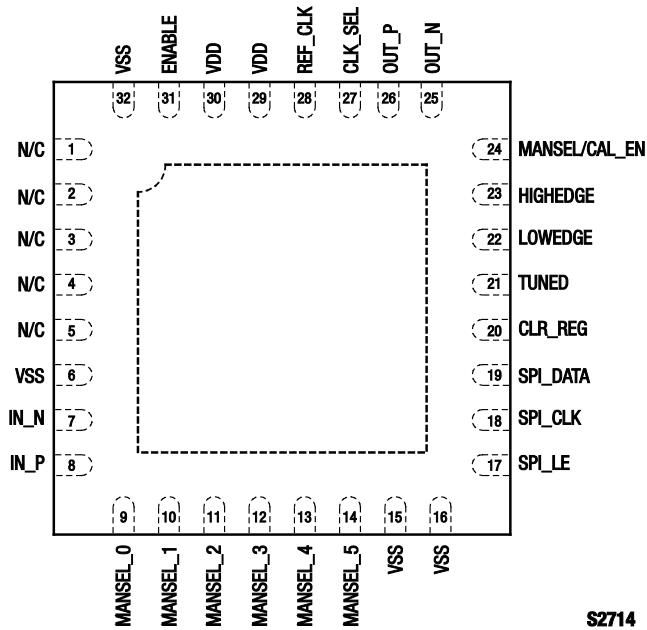 VSS
ENABLE
VDD
VDD
REF_CLK
CLK_SEL
OUT_P
OUT_N
32 31 30 29 28 27 26 25
N/C 1
N/C 2
N/C 3
N/C 4
N/C 5
VSS 6
IN_N 7
IN_P 8
24 MANSEL/CAL_EN
23 HIGHEDGE
22 LOWEDGE
21 TUNED
20 CLR_REG
19 SPI_DATA
18 SPI_CLK
17 SPI_LE
9 10 11 12 13 14 15 16
MANSEL_0
MANSEL_1
MANSEL_2
MANSEL_3
MANSEL_4
MANSEL_5
VSS
VSS
S2714